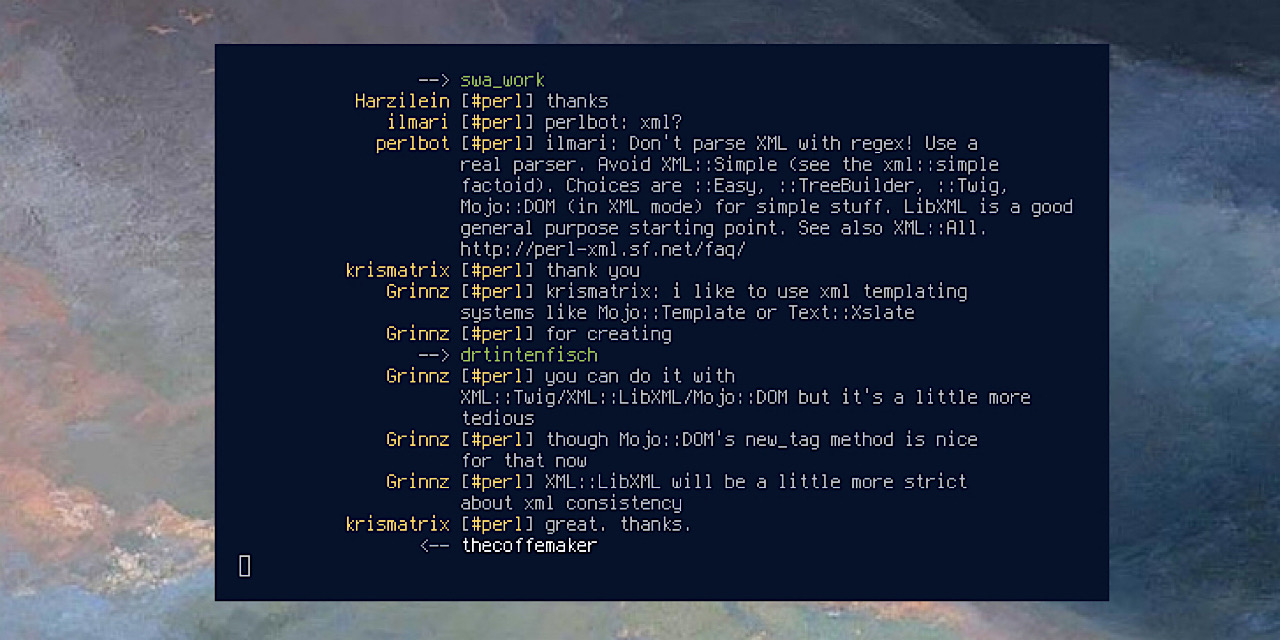 --> swa_work
Harzilein [#perl] thanks
ilmari [#perl] perlbot: xml?
perlbot [#perl] ilmari: Don't parse XML with regex! Use a
real parser. Avoid XML::Simple (see the xml::simple
factoid). Choices are ::Easy, ::TreeBuilder, ::Twig,
Mojo::DOM (in XML mode) for simple stuff. LibXML is a good
general purpose starting point. See also XML::All.
http://perl-xml.sf.net/faq/
krismatrix [#perl] thank you
Grinnz [#perl] krismatrix: i like to use xml templating
systems like Mojo::Template or Text::Xslate
Grinnz [#perl] for creating
--> drtintenfisch
Grinnz [#perl] you can do it with
XML::Twig/XML::LibXML/Mojo::DOM but it's a little more
tedious
Grinnz [#perl] though Mojo::DOM's new_tag method is nice
for that now
Grinnz [#perl] XML::LibXML will be a little more strict
about xml consistency
krismatrix [#perl] great. thanks.
<-- thecoffemaker